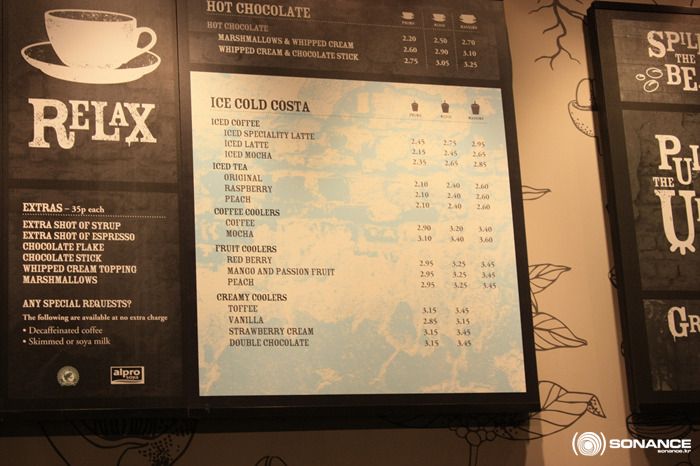 RELAX
EXTRAS – 35p each
EXTRA SHOT OF SYRUP
EXTRA SHOT OF ESPRESSO
CHOCOLATE FLAKE
CHOCOLATE STICK
WHIPPED CREAM TOPPING
MARSHMALLOWS
ANY SPECIAL REQUESTS?
The following are available at no extra charge
• Decaffeinated coffee
• Skimmed or soya milk
alpro
soya
HOT CHOCOLATE PRIMO MEDIO MASSIMO
HOT CHOCOLATE 2.20 2.50 2.70
MARSHMALLOWS & WHIPPED CREAM 2.60 2.90 3.10
WHIPPED CREAM & CHOCOLATE STICK 2.75 3.05 3.25
ICE COLD COSTA PRIMO MEDIO MASSIMO
ICED COFFEE
ICED SPECIALITY LATTE 2.45 2.75 2.95
ICED LATTE 2.15 2.45 2.65
ICED MOCHA 2.35 2.65 2.85
ICED TEA
ORIGINAL 2.10 2.40 2.60
RASPBERRY 2.10 2.40 2.60
PEACH 2.10 2.40 2.60
COFFEE COOLERS
COFFEE 2.90 3.20 3.40
MOCHA 3.10 3.40 3.60
FRUIT COOLERS
RED BERRY 2.95 3.25 3.45
MANGO AND PASSION FRUIT 2.95 3.25 3.45
PEACH 2.95 3.25 3.45
CREAMY COOLERS
TOFFEE 3.15 3.45
VANILLA 2.85 3.15
STRAWBERRY CREAM 3.15 3.45
DOUBLE CHOCOLATE 3.15 3.45
SPILL
THE
BE
PU
THE
U
GR
SONANCE
sonance.kr